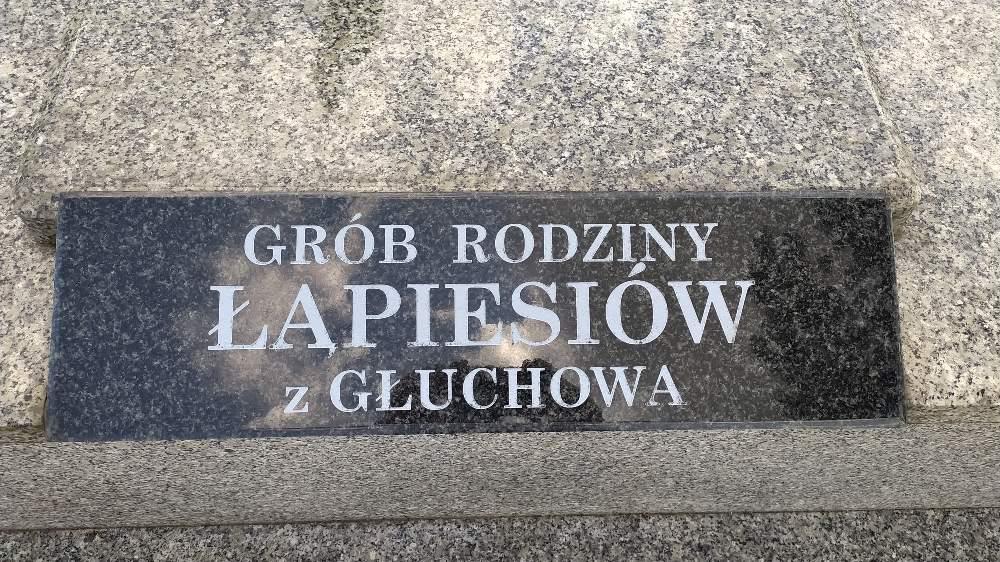 GRÓB RODZINY
ŁĄPIESIÓW
z GŁUCHOWA